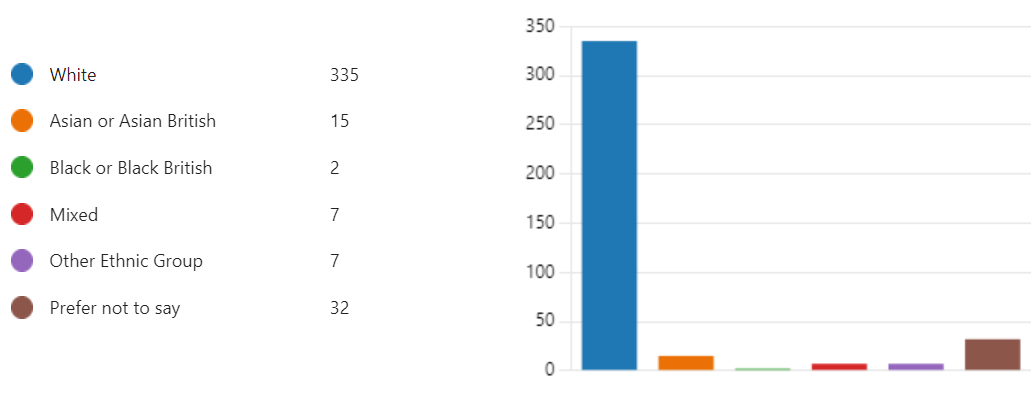 White 335
Asian or Asian British 15
Black or Black British 2
Mixed 7
Other Ethnic Group 7
Prefer not to say 32
350
300
250
200
150
100
50
0